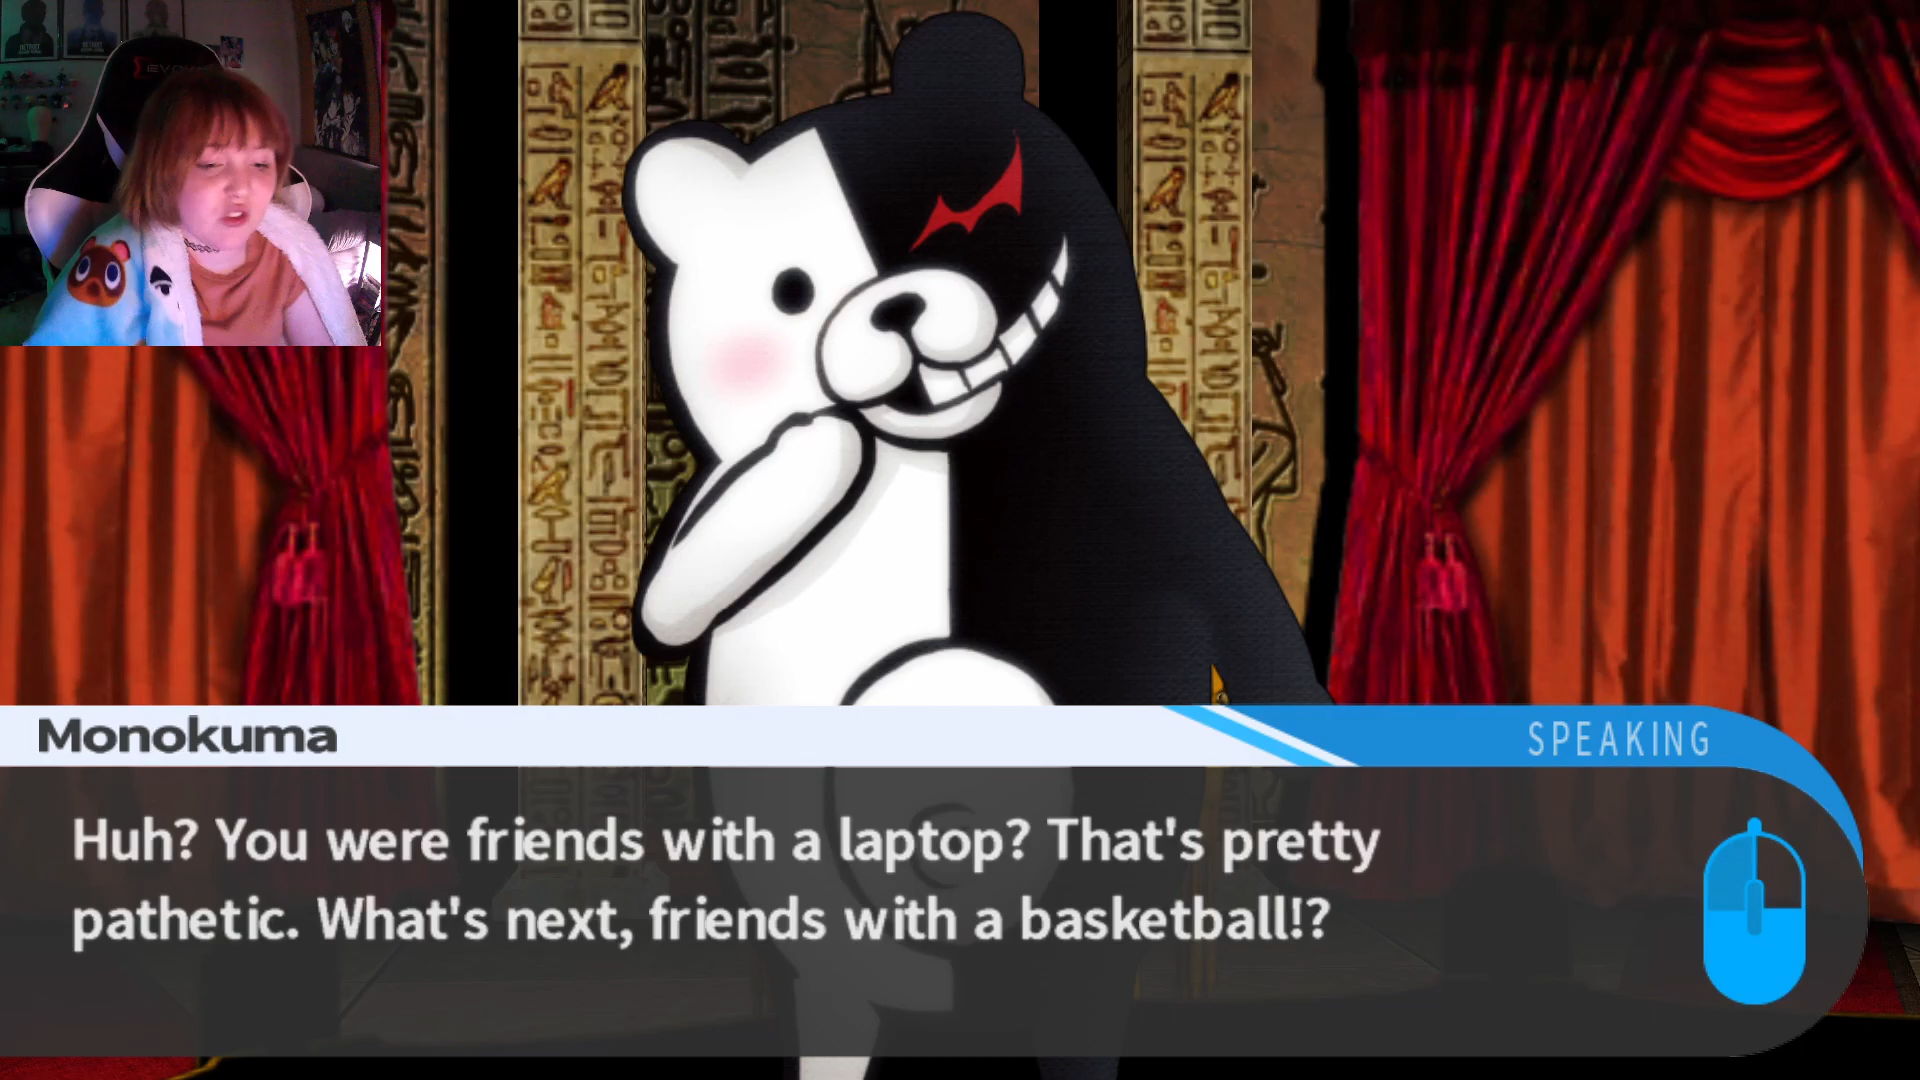 Monokuma
SPEAKING
Huh? You were friends with a laptop? That's pretty
pathetic. What's next, friends with a basketball!?